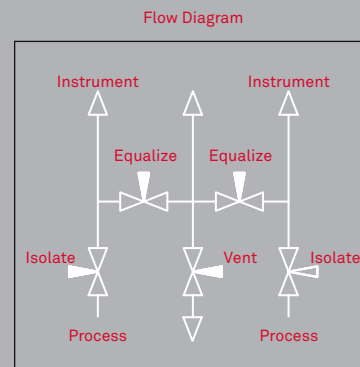 Flow Diagram
Instrument Instrument
Equalize Equalize
Isolate Vent Isolate
Process Process